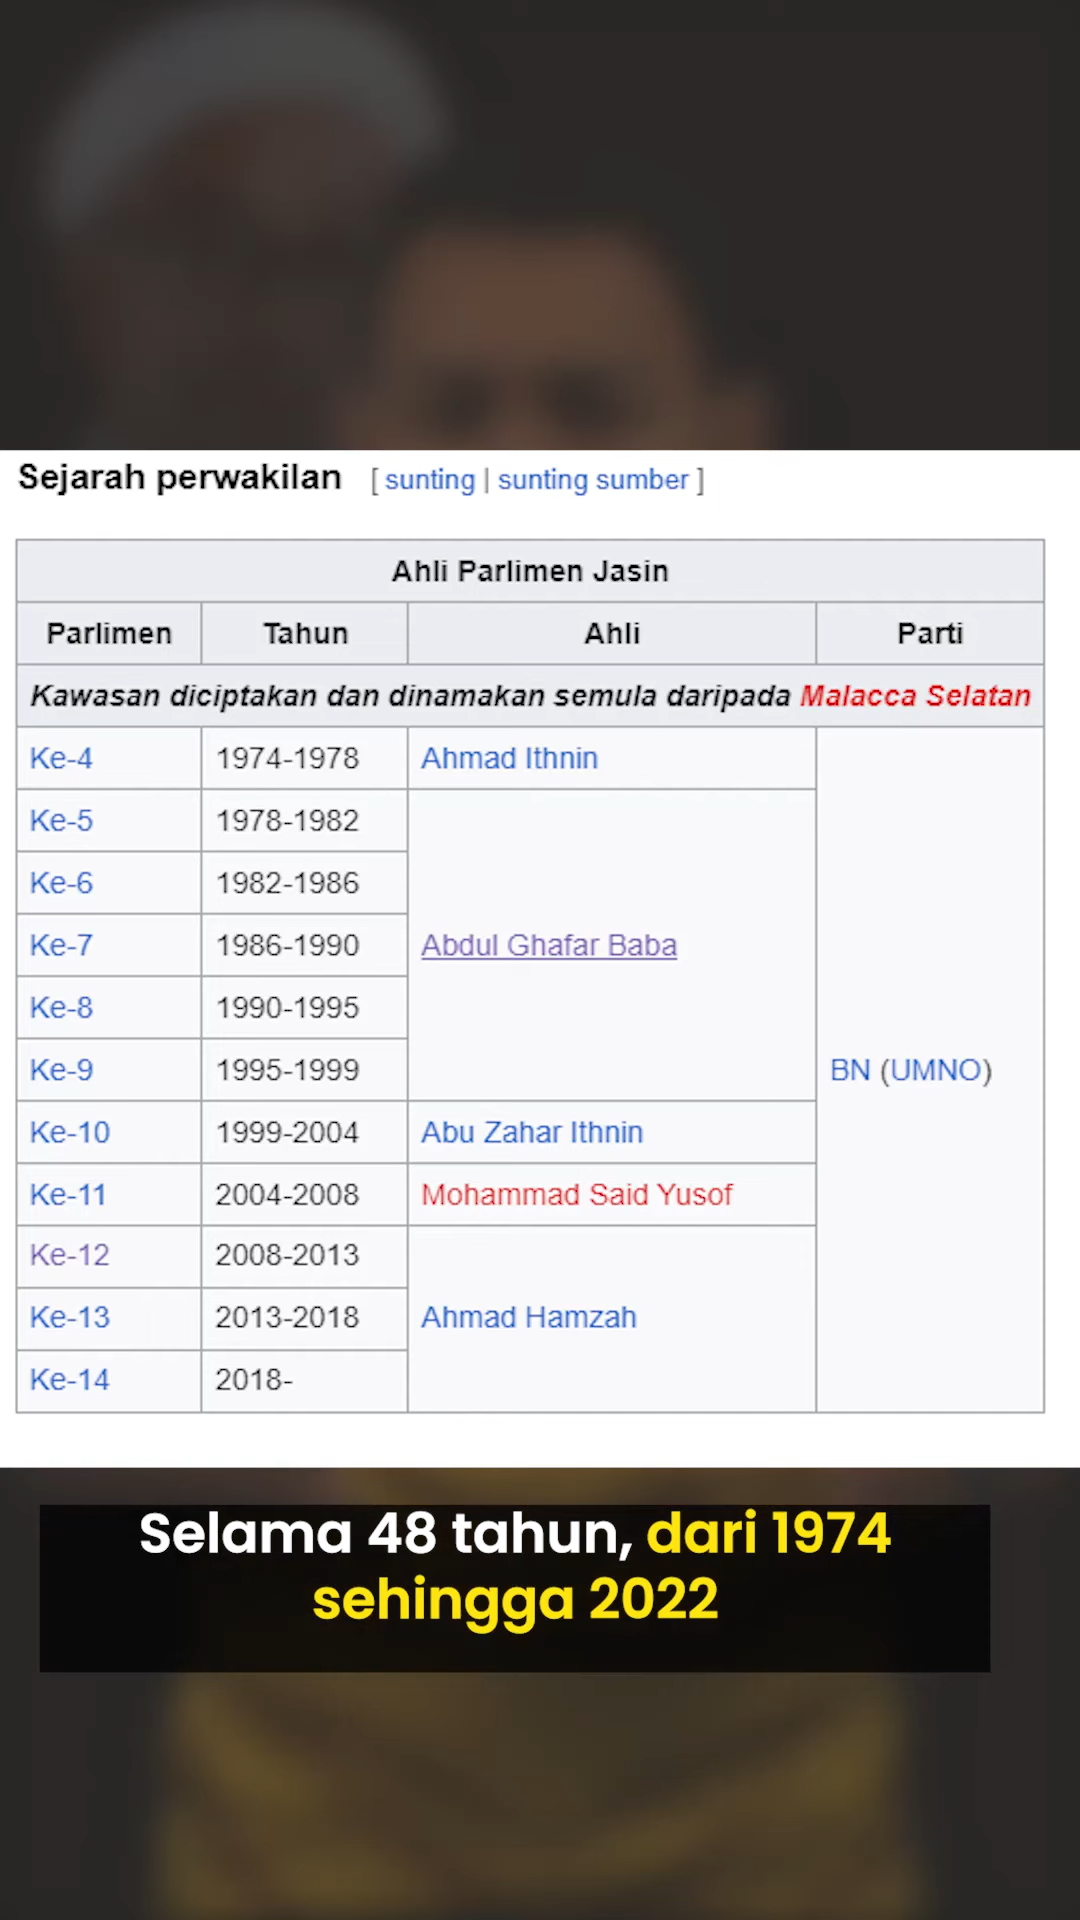 Sejarah perwakilan [ sunting | sunting sumber ]
Ahli Parlimen Jasin
Parlimen Tahun Ahli Parti
Kawasan diciptakan dan dinamakan semula daripada Malacca Selatan
Ke-4 1974-1978 Ahmad Ithnin
Ke-5 1978-1982
Ke-6 1982-1986
Ke-7 1986-1990 Abdul Ghafar Baba
Ke-8 1990-1995
Ke-9 1995-1999 BN (UMNO)
Ke-10 1999-2004 Abu Zahar Ithnin
Ke-11 2004-2008 Mohammad Said Yusof
Ke-12 2008-2013
Ke-13 2013-2018 Ahmad Hamzah
Ke-14 2018-
Selama 48 tahun, dari 1974
sehingga 2022